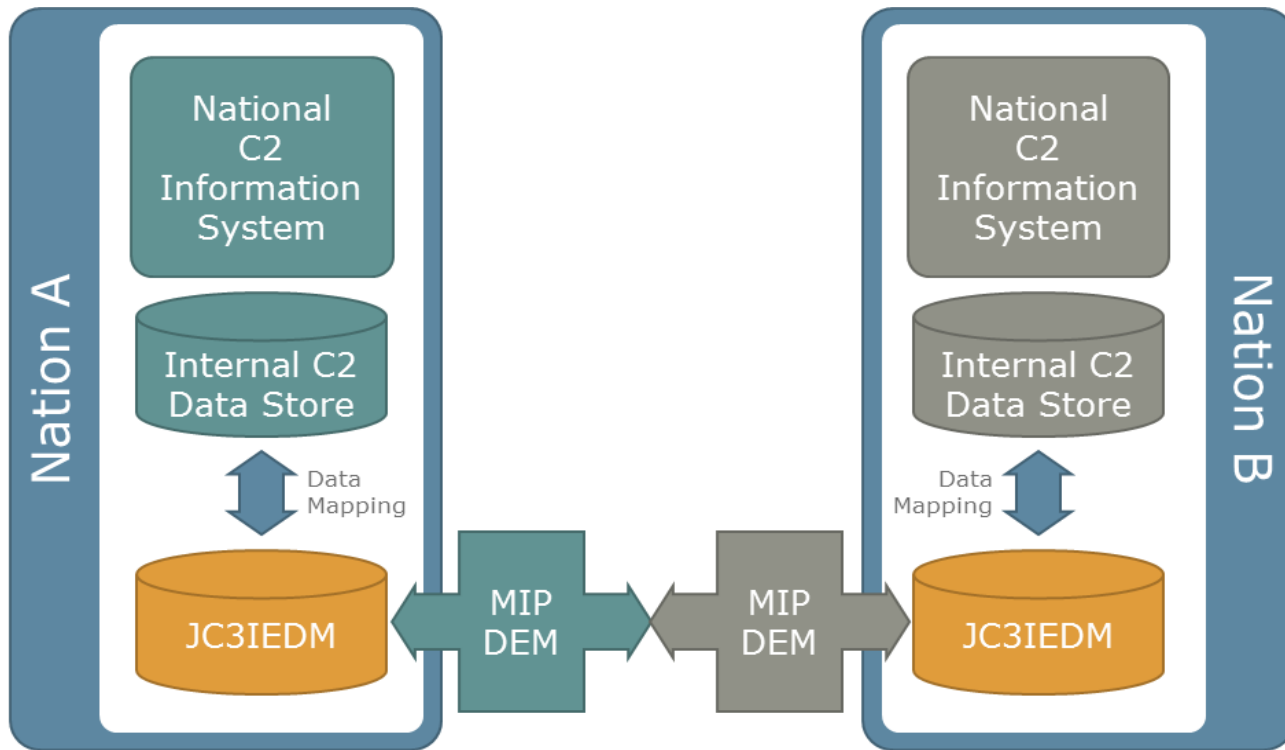 Nation A
National
C2
Information
System
Internal C2
Data Store
Data
Mapping
JC3IEDM
MIP
DEM
MIP
DEM
National
C2
Information
System
Internal C2
Data Store
Data
Mapping
JC3IEDM
Nation B